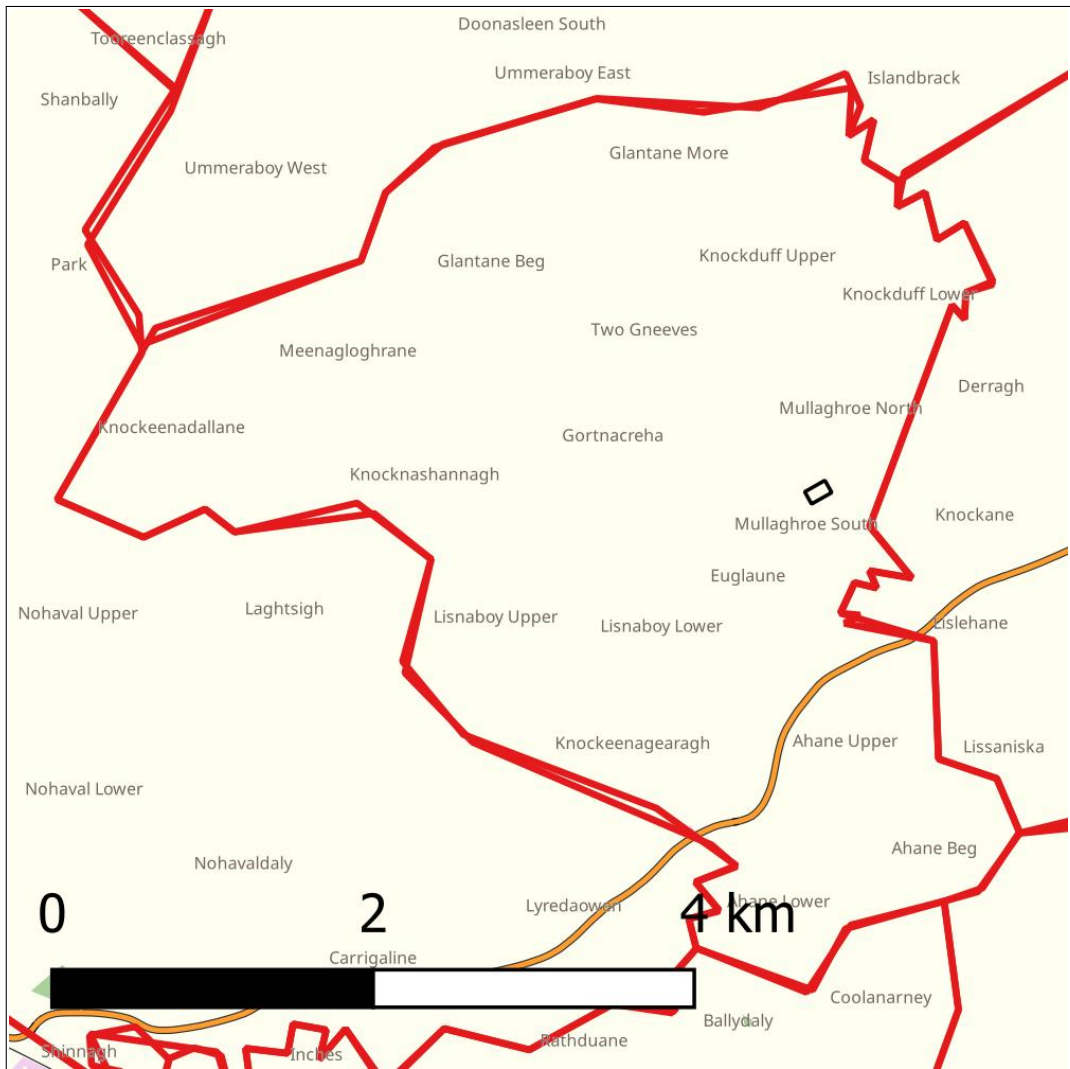 Doonasleen South
Tooreenclassagh
Ummeraboy East
Islandbrack
Shanbally
Glantane More
Ummeraboy West
Knockduff Upper
Glantane Beg
Park
Knockduff Lower
Two Gneeves
Meenagloghrane
Derragh
Mullaghroe North
Knockeenadallane
Gortnacreha
Knocknashannagh
Knockane
Mullaghroe South
Euglaune
Laghtsigh
Nohaval Upper
Lisnaboy Upper
Lisnaboy Lower
Lislehane
Ahane Upper
Knockeenagearagh
Lissaniska
Nohaval Lower
Ahane Beg
Nohavaldaly
Ahane Lower
Lyredaowen
0 2 4 km
Carrigaline
Coolanarney
Ballydaly
Rathduane
Shinnagh
Inches